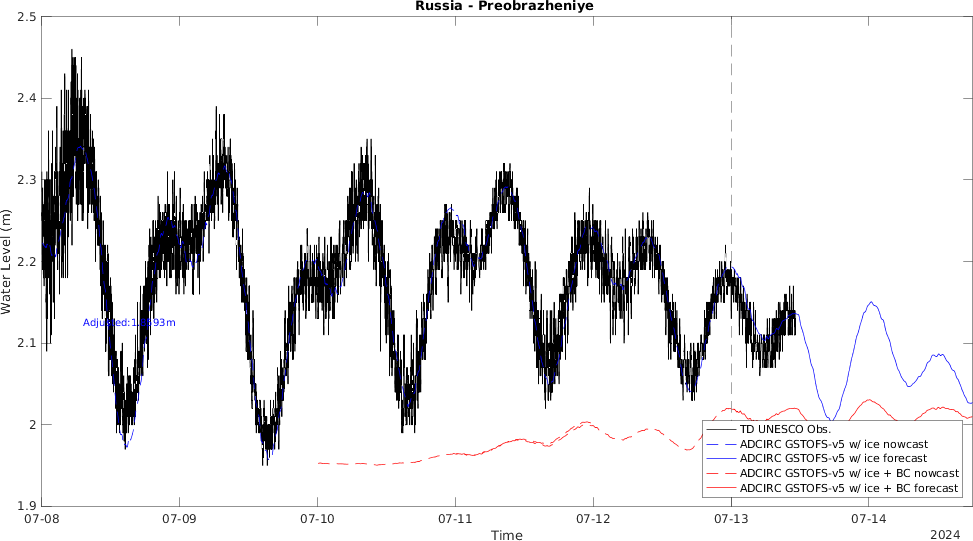 Russia - Preobrazheniye
2.5
2.4
2.3
2.2
2.1
2
1.9
Water Level (m)
TD UNESCO Obs.
ADCIRC GSTOFS-v5 w/ ice nowcast
ADCIRC GSTOFS-v5 w/ ice forecast
ADCIRC GSTOFS-v5 w/ ice + BC nowcast
ADCIRC GSTOFS-v5 w/ ice + BC forecast
07-08 07-09 07-10 07-11 07-12 07-13 07-14
Time
2024